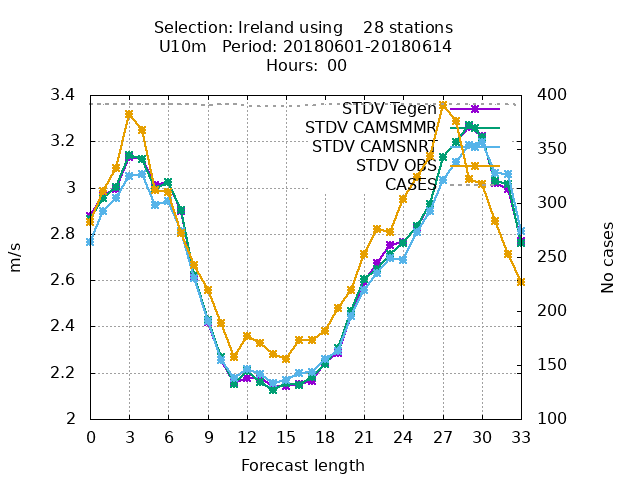 Selection: Ireland using    28 stations
U10m   Period: 20180601-20180614
Hours:  00
3.4
3.2
3
2.8
2.6
2.4
2.2
2
m/s
STDV Tegen
STDV CAMSMMR
STDV CAMSNRT
STDV OBS
CASES
400
350
300
250
200
150
100
No cases
0 3 6 9 12 15 18 21 24 27 30 33
Forecast length